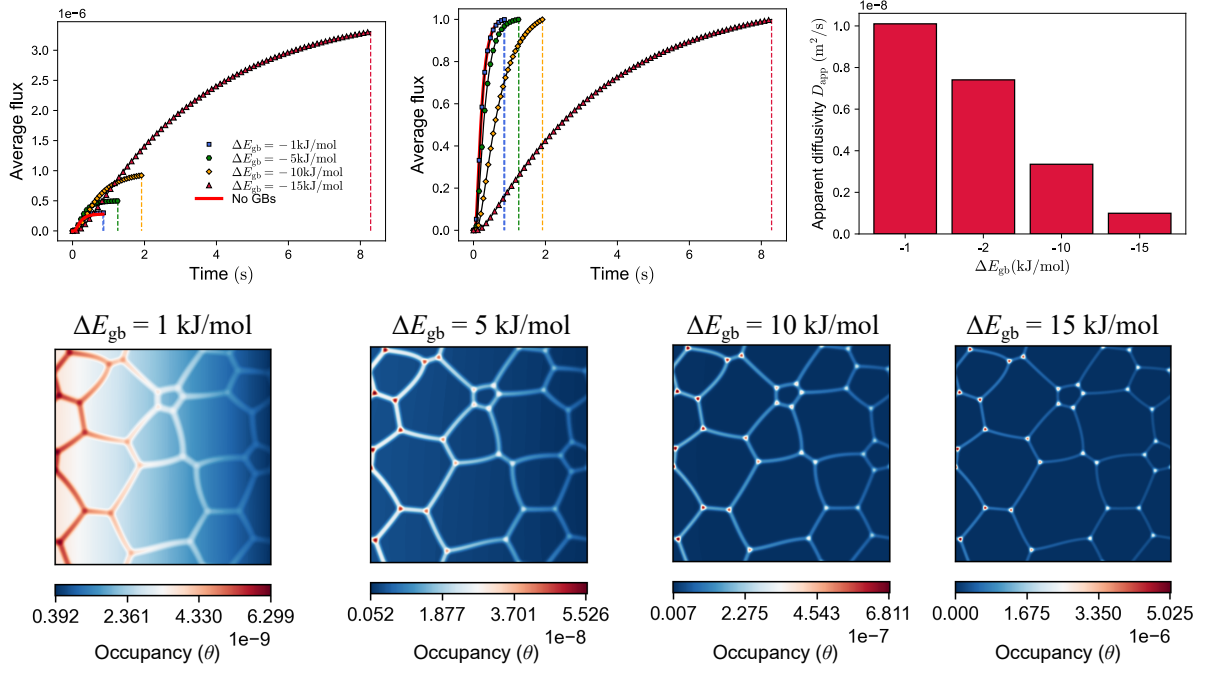 1e-6
3.0
2.5
2.0
1.5
1.0
0.5
0.0
Average flux
0
2
4
6
8
Time (s)
ΔE_gb = −1kJ/mol
ΔE_gb = −5kJ/mol
ΔE_gb = −10kJ/mol
ΔE_gb = −15kJ/mol
No GBs
1.0
0.8
0.6
0.4
0.2
0.0
Average flux
0
2
4
6
8
Time (s)
1e-8
1.0
0.8
0.6
0.4
0.2
0.0
Apparent diffusivity D_app (m²/s)
-1
-2
-10
-15
ΔE_gb(kJ/mol)
ΔE_gb = 1 kJ/mol
ΔE_gb = 5 kJ/mol
ΔE_gb = 10 kJ/mol
ΔE_gb = 15 kJ/mol
0.392 2.361 4.330 6.299
1e-9
Occupancy (θ)
0.052 1.877 3.701 5.526
1e-8
Occupancy (θ)
0.007 2.275 4.543 6.811
1e-7
Occupancy (θ)
0.000 1.675 3.350 5.025
1e-6
Occupancy (θ)